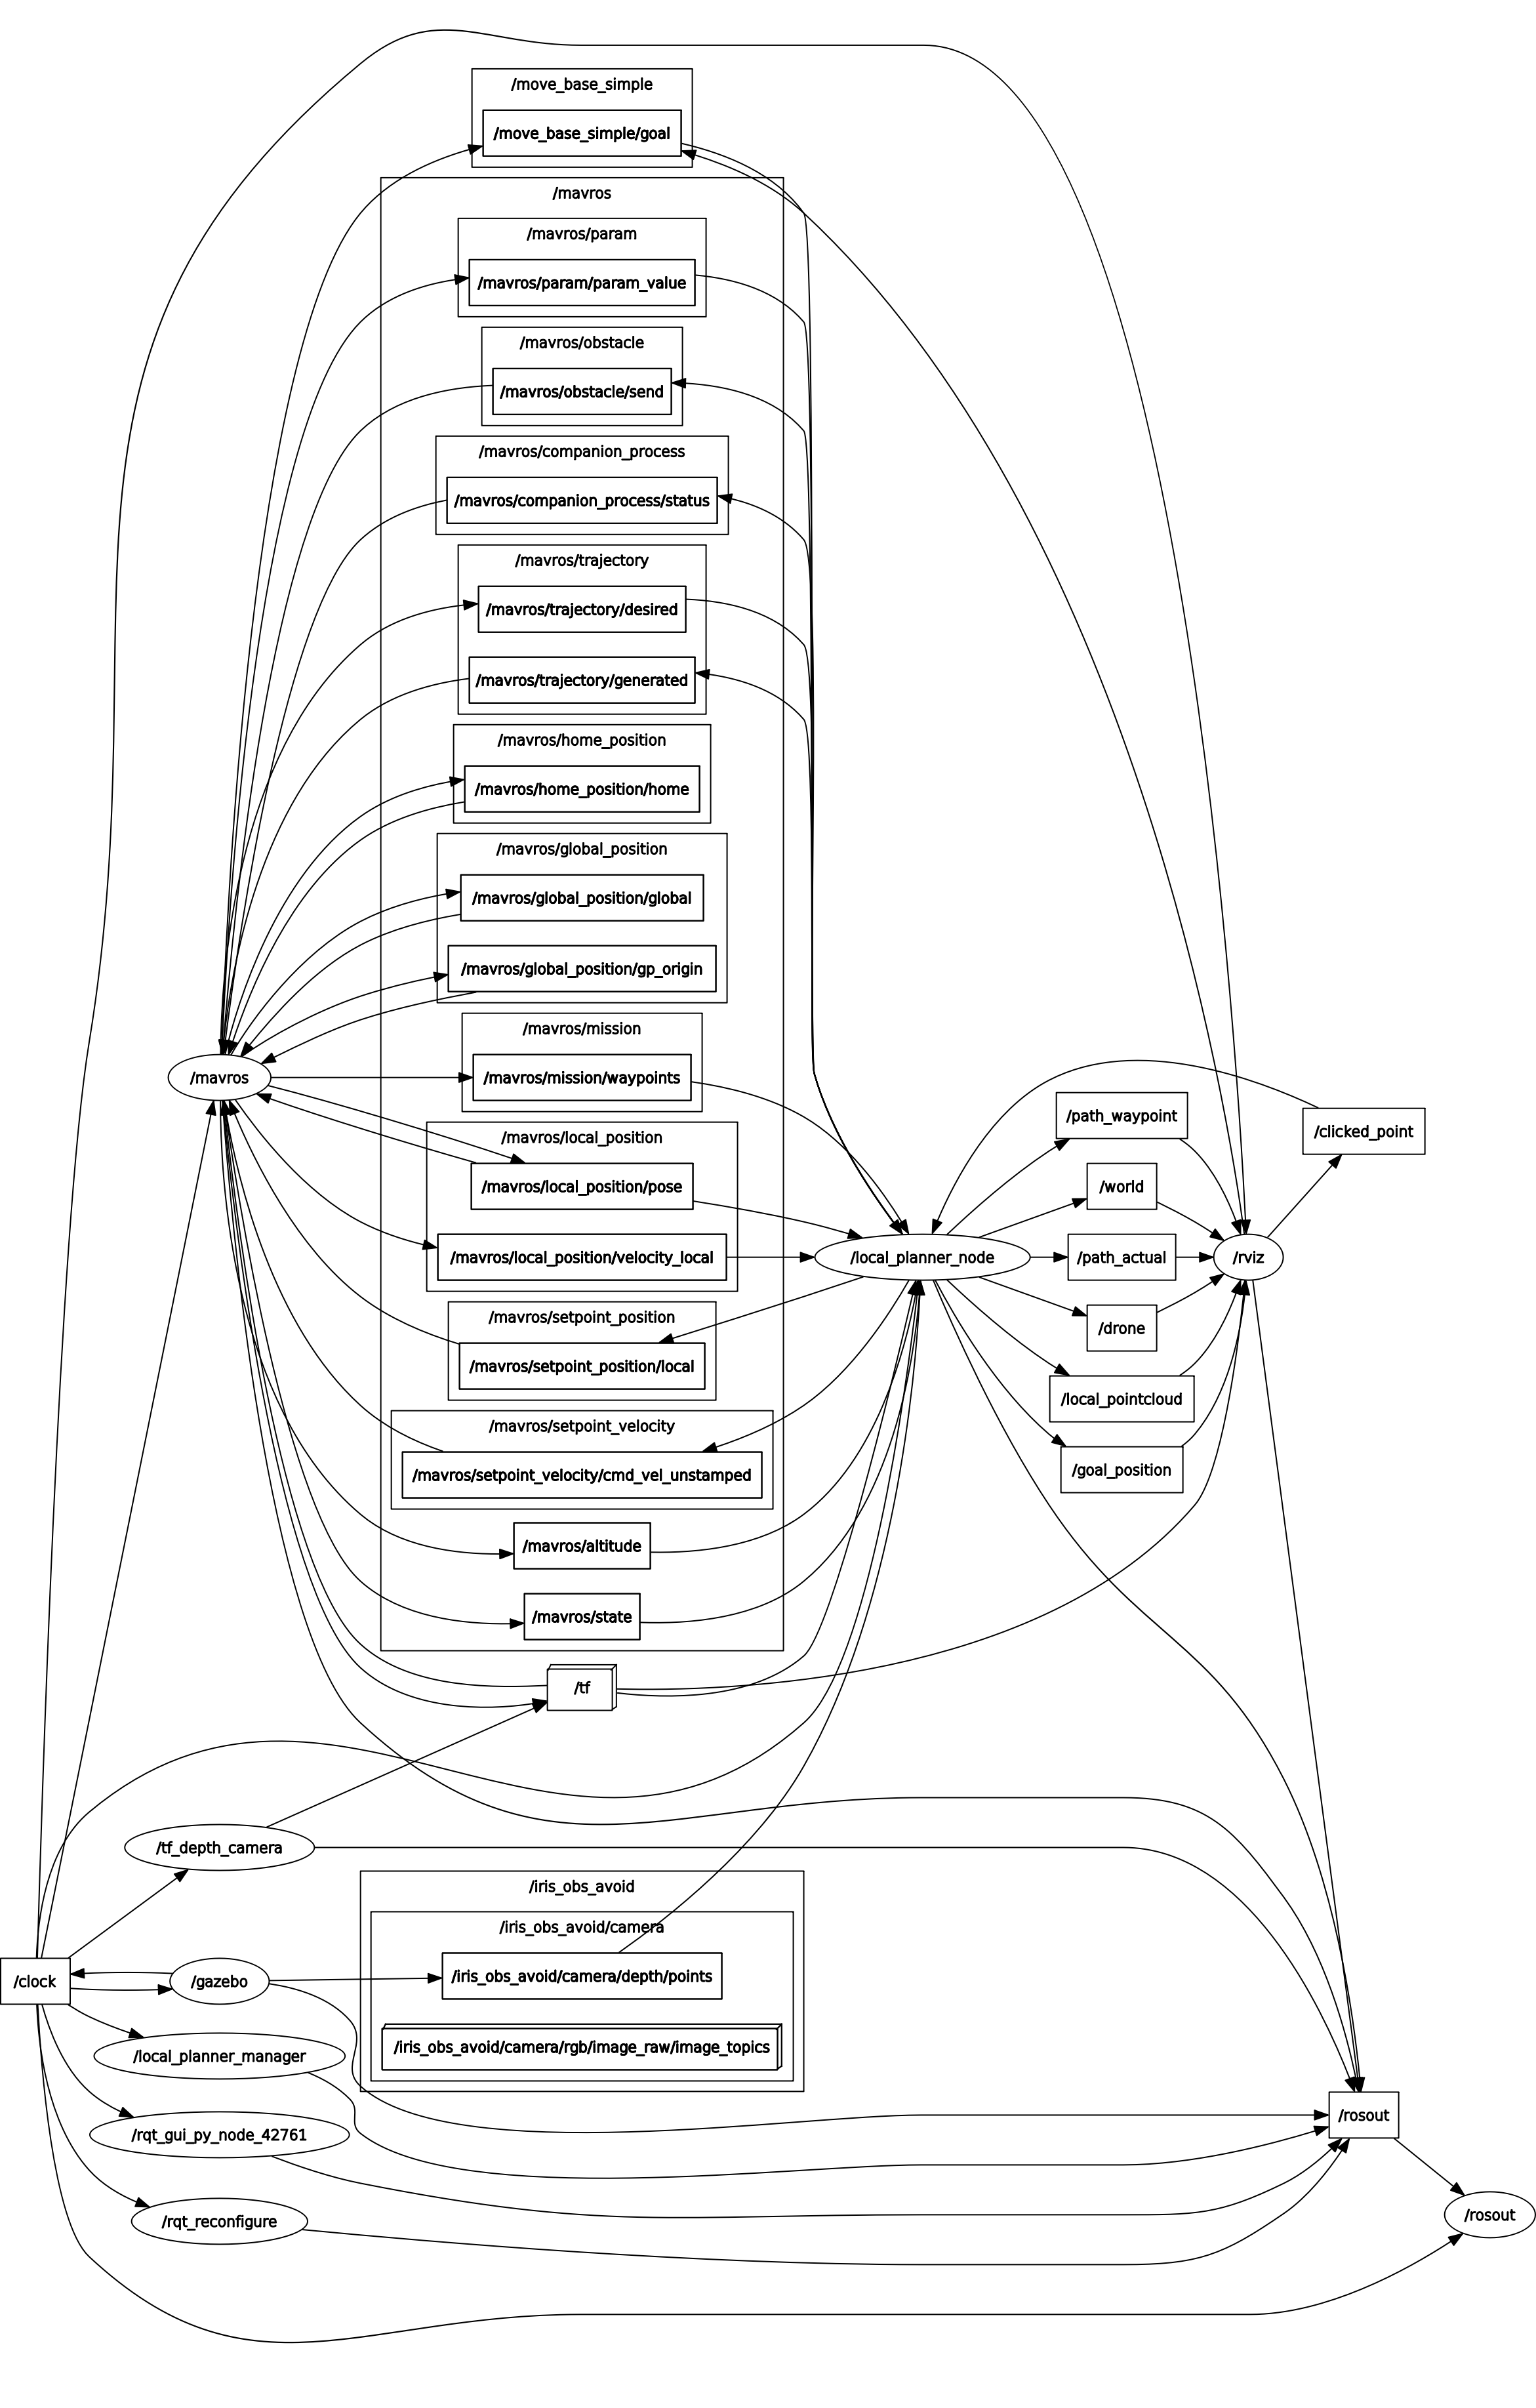 /move_base_simple
/move_base_simple/goal
/mavros
/mavros/param
/mavros/param/param_value
/mavros/obstacle
/mavros/obstacle/send
/mavros/companion_process
/mavros/companion_process/status
/mavros/trajectory
/mavros/trajectory/desired
/mavros/trajectory/generated
/mavros/home_position
/mavros/home_position/home
/mavros/global_position
/mavros/global_position/global
/mavros/global_position/gp_origin
/mavros/mission
/mavros
/mavros/mission/waypoints
/mavros/local_position
/mavros/local_position/pose
/mavros/local_position/velocity_local
/mavros/setpoint_position
/mavros/setpoint_position/local
/mavros/setpoint_velocity
/mavros/setpoint_velocity/cmd_vel_unstamped
/mavros/altitude
/mavros/state
/tf
/local_planner_node
/path_waypoint
/world
/path_actual
/drone
/local_pointcloud
/goal_position
/rviz
/clicked_point
/tf_depth_camera
/iris_obs_avoid
/iris_obs_avoid/camera
/iris_obs_avoid/camera/depth/points
/iris_obs_avoid/camera/rgb/image_raw/image_topics
/clock
/gazebo
/local_planner_manager
/rqt_gui_py_node_42761
/rqt_reconfigure
/rosout
/rosout